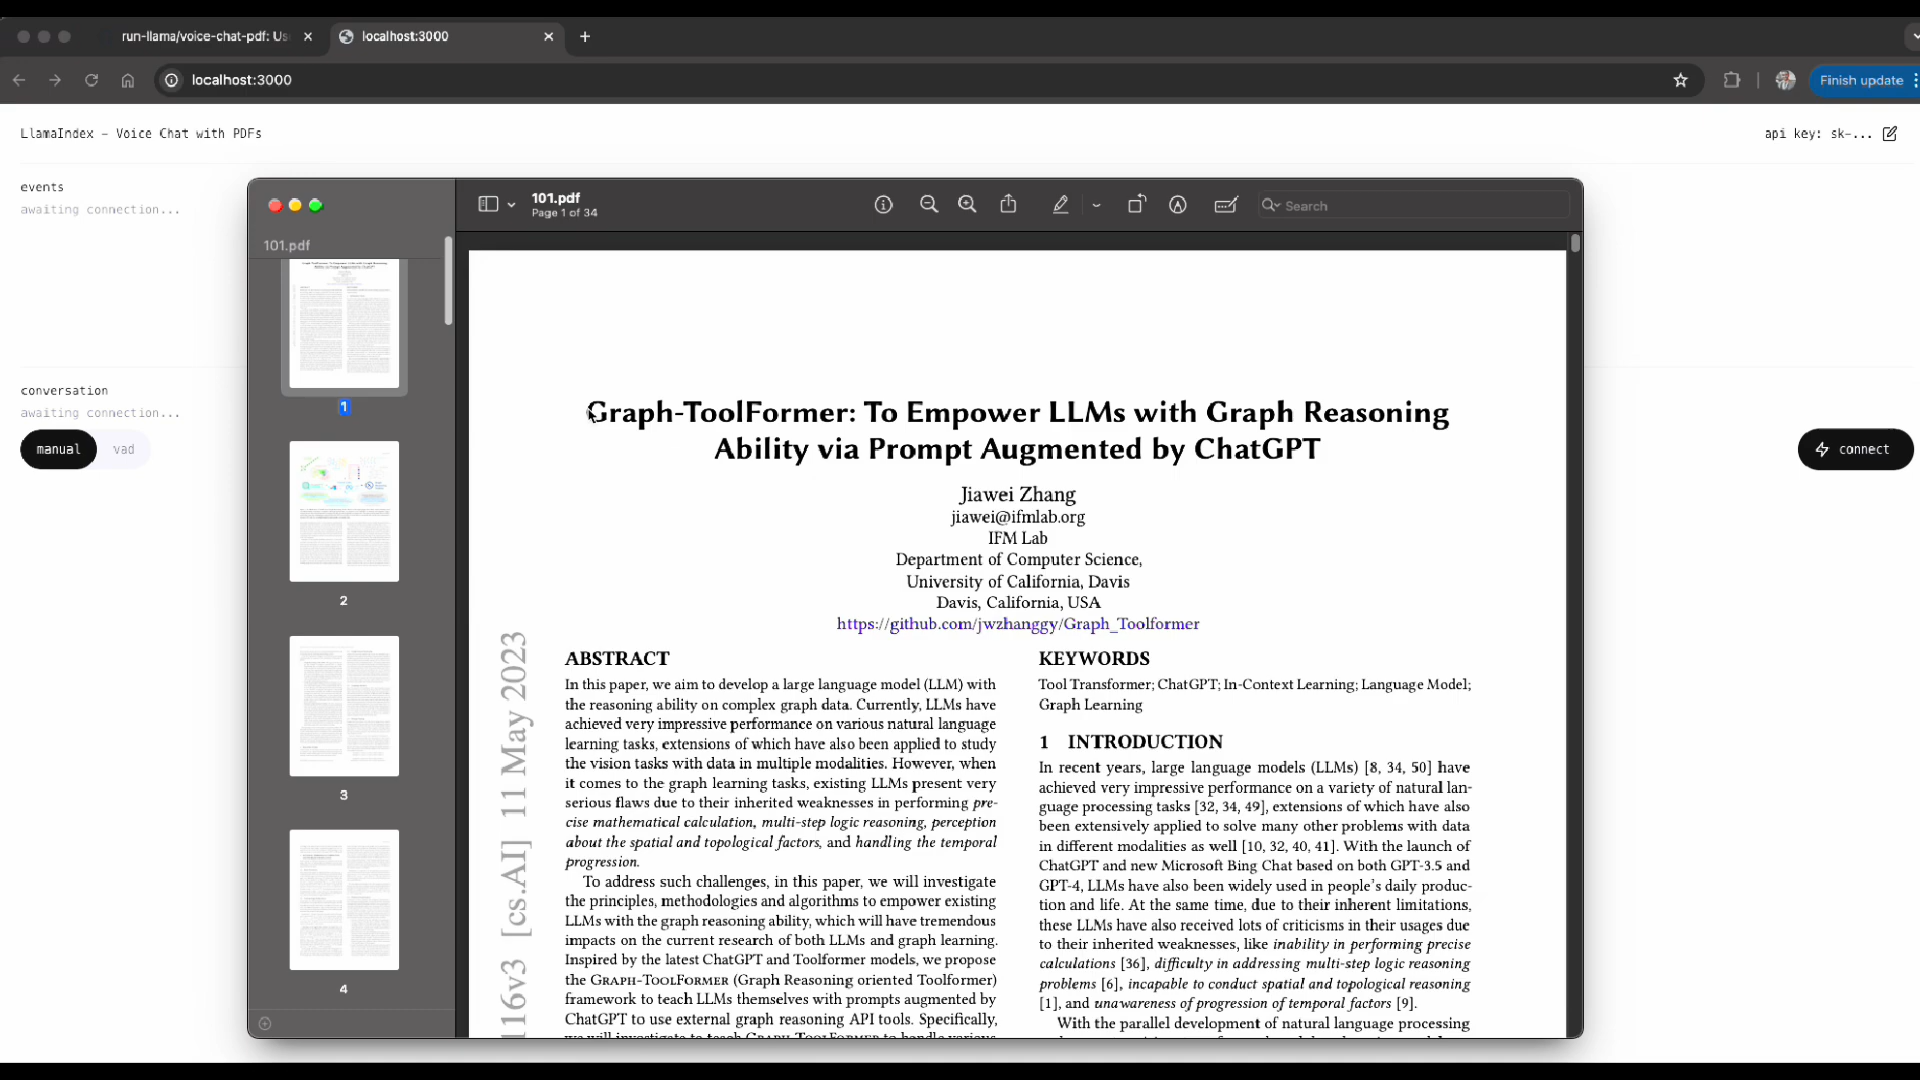 run-llama/voice-chat-pdf: Us
localhost:3000
localhost:3000
Finish update
LlamaIndex - Voice Chat with PDFs
api key: sk-...
events
awaiting connection...
conversation
awaiting connection...
manual
vad
connect
101.pdf
1
2
3
4
101.pdf
Page 1 of 34
Search
Graph-ToolFormer: To Empower LLMs with Graph Reasoning
Ability via Prompt Augmented by ChatGPT
Jiawei Zhang
jiawei@ifmlab.org
IFM Lab
Department of Computer Science,
University of California, Davis
Davis, California, USA
https://github.com/jwzhanggy/Graph_Toolformer
116v3 [cs.AI] 11 May 2023
ABSTRACT
In this paper, we aim to develop a large language model (LLM) with
the reasoning ability on complex graph data. Currently, LLMs have
achieved very impressive performance on various natural language
learning tasks, extensions of which have also been applied to study
the vision tasks with data in multiple modalities. However, when
it comes to the graph learning tasks, existing LLMs present very
serious flaws due to their inherited weaknesses in performing pre-
cise mathematical calculation, multi-step logic reasoning, perception
about the spatial and topological factors, and handling the temporal
progression.
To address such challenges, in this paper, we will investigate
the principles, methodologies and algorithms to empower existing
LLMs with the graph reasoning ability, which will have tremendous
impacts on the current research of both LLMs and graph learning.
Inspired by the latest ChatGPT and Toolformer models, we propose
the Graph-ToolFormer (Graph Reasoning oriented Toolformer)
framework to teach LLMs themselves with prompts augmented by
ChatGPT to use external graph reasoning API tools. Specifically,
we will investigate to teach Graph-ToolFormer to handle various
KEYWORDS
Tool Transformer; ChatGPT; In-Context Learning; Language Model;
Graph Learning
1 INTRODUCTION
In recent years, large language models (LLMs) [8, 34, 50] have
achieved very impressive performance on a variety of natural lan-
guage processing tasks [32, 34, 49], extensions of which have also
been extensively applied to solve many other problems with data
in different modalities as well [10, 32, 40, 41]. With the launch of
ChatGPT and new Microsoft Bing Chat based on both GPT-3.5 and
GPT-4, LLMs have also been widely used in people's daily produc-
tion and life. At the same time, due to their inherent limitations,
these LLMs have also received lots of criticisms in their usages due
to their inherited weaknesses, like inability in performing precise
calculations [36], difficulty in addressing multi-step logic reasoning
problems [6], incapable to conduct spatial and topological reasoning
[1], and unawareness of progression of temporal factors [9].
With the parallel development of natural language processing